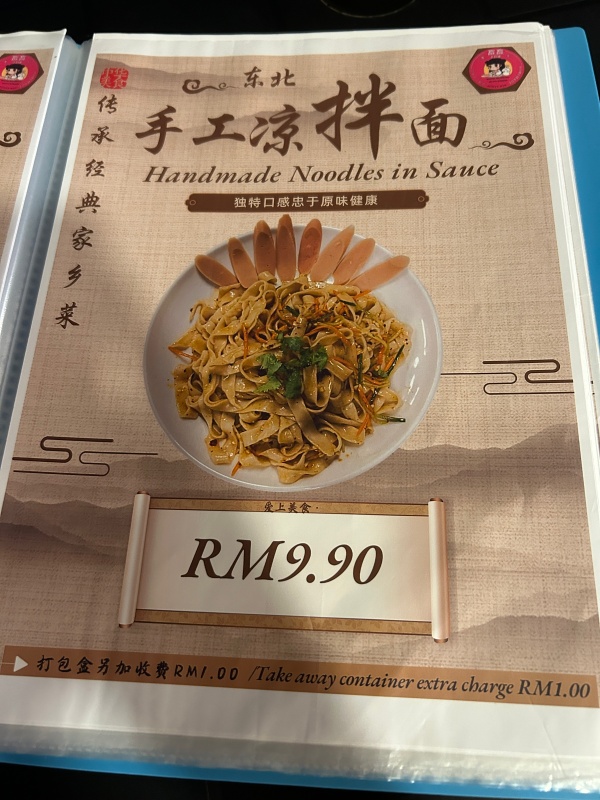 东北
手工凉拌面
Handmade Noodles in Sauce
独特口感忠于原味健康
传承经典家乡菜
爱上美食
RM9.90
打包盒另加收费RM1.00 /Take away container extra charge RM1.00